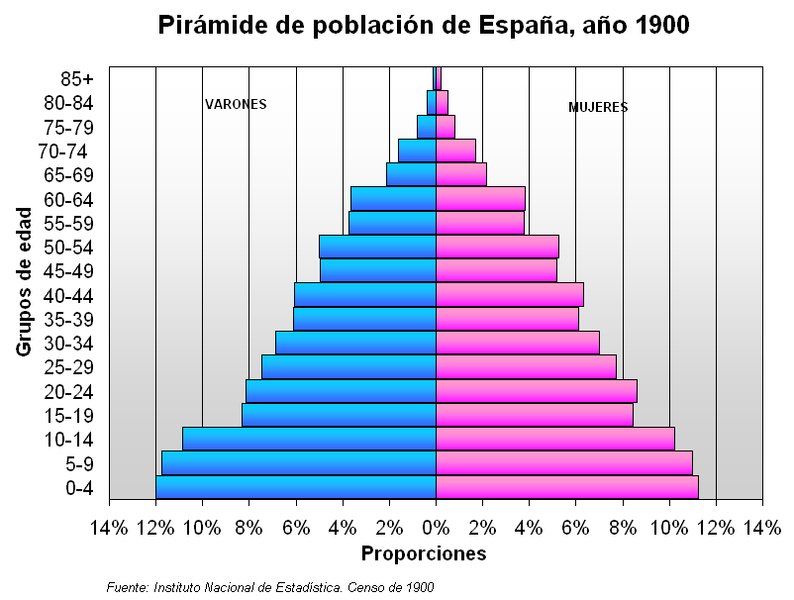 Pirámide de población de España, año 1900
VARONES
MUJERES
Grupos de edad
85+
80-84
75-79
70-74
65-69
60-64
55-59
50-54
45-49
40-44
35-39
30-34
25-29
20-24
15-19
10-14
5-9
0-4
14% 12% 10% 8% 6% 4% 2% 0% 2% 4% 6% 8% 10% 12% 14%
Proporciones
Fuente: Instituto Nacional de Estadística. Censo de 1900